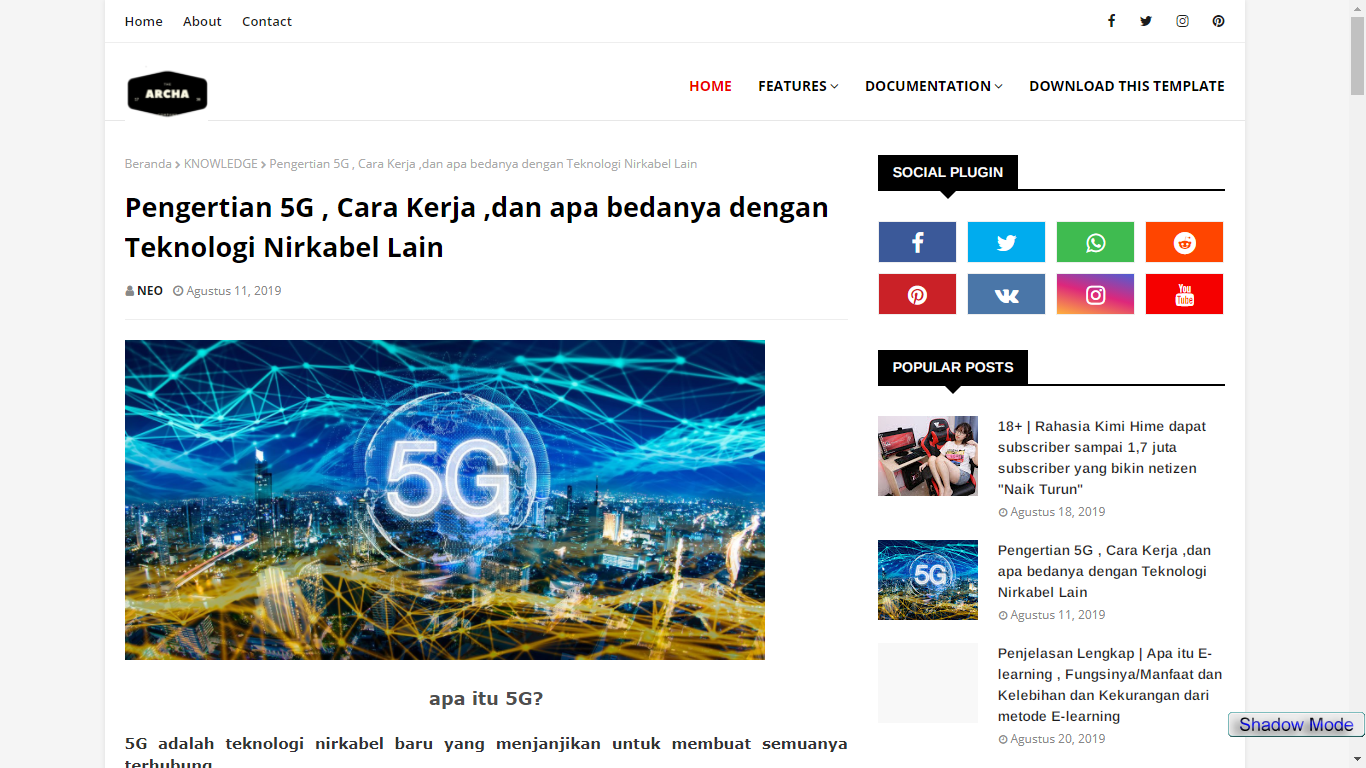 Home About Contact
ARCHA
HOME FEATURES DOCUMENTATION DOWNLOAD THIS TEMPLATE
Beranda KNOWLEDGE Pengertian 5G , Cara Kerja ,dan apa bedanya dengan Teknologi Nirkabel Lain
Pengertian 5G , Cara Kerja ,dan apa bedanya dengan
Teknologi Nirkabel Lain
NEO Agustus 11, 2019
5G
apa itu 5G?
5G adalah teknologi nirkabel baru yang menjanjikan untuk membuat semuanya
terhubung
SOCIAL PLUGIN
You
Tube
POPULAR POSTS
18+ | Rahasia Kimi Hime dapat
subscriber sampai 1,7 juta
subscriber yang bikin netizen
"Naik Turun"
Agustus 18, 2019
5G
Pengertian 5G , Cara Kerja ,dan
apa bedanya dengan Teknologi
Nirkabel Lain
Agustus 11, 2019
Penjelasan Lengkap | Apa itu E-
learning , Fungsinya/Manfaat dan
Kelebihan dan Kekurangan dari
metode E-learning
Agustus 20, 2019
Shadow Mode